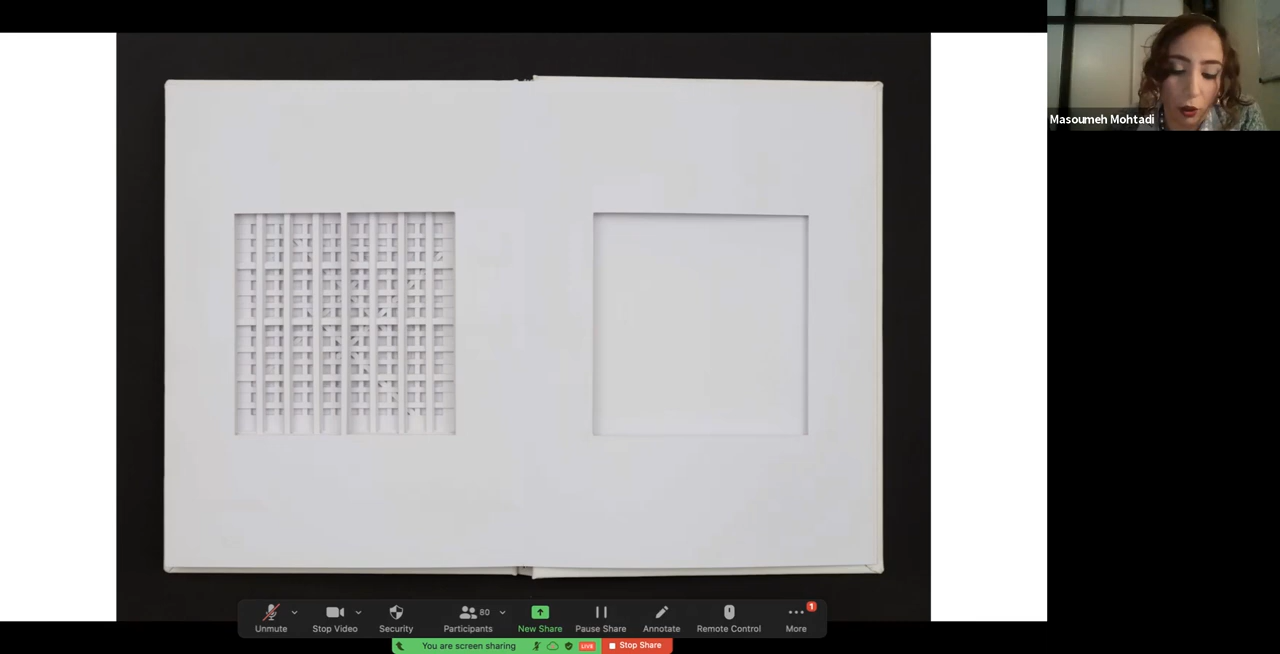 Masoumeh Mohtadi
80
1
Unmute
Stop Video
Security
Participants
New Share
Pause Share
Annotate
Remote Control
More
You are screen sharing
LIVE
Stop Share